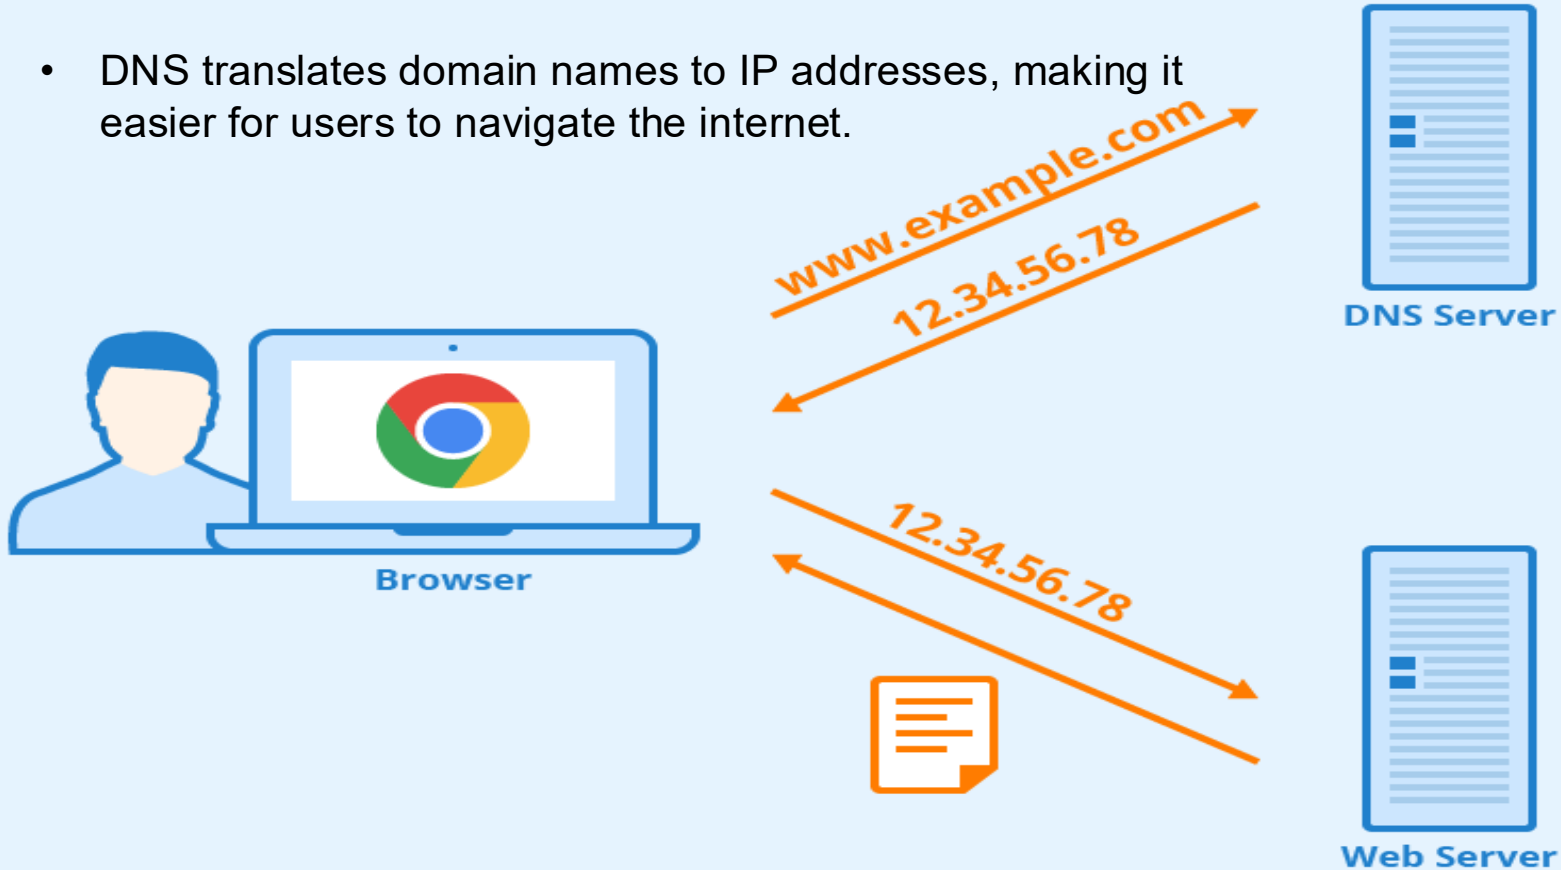 • DNS translates domain names to IP addresses, making it
easier for users to navigate the internet.
www.example.com
12.34.56.78
DNS Server
Browser
12.34.56.78
Web Server